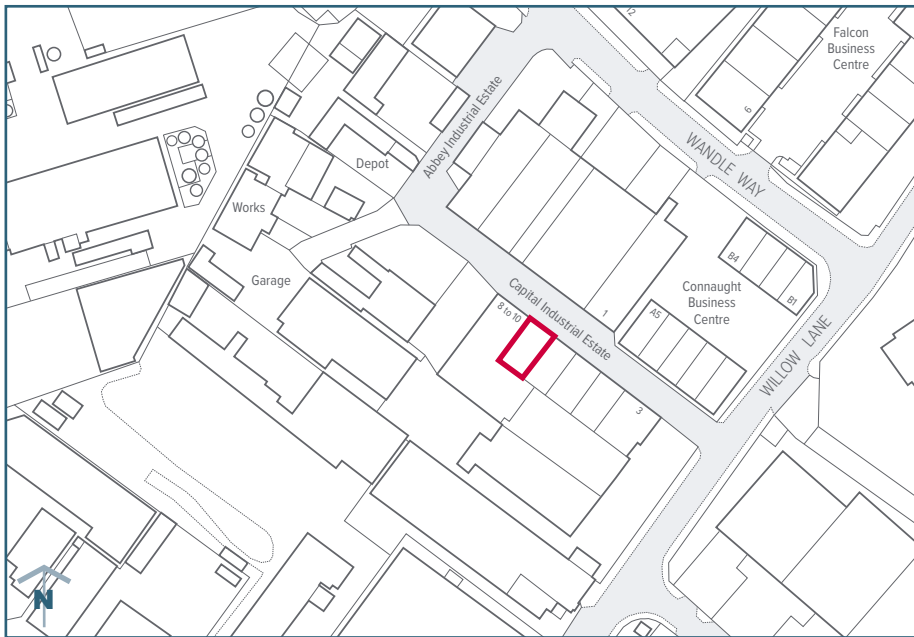 12
Falcon
Business
Centre
6
Abbey Industrial Estate
WANDLE WAY
Depot
Works
Garage
B4
Connaught
Business
Centre
B1
Capital Industrial Estate
8 to 10
1
A5
WILLOW LANE
3
N